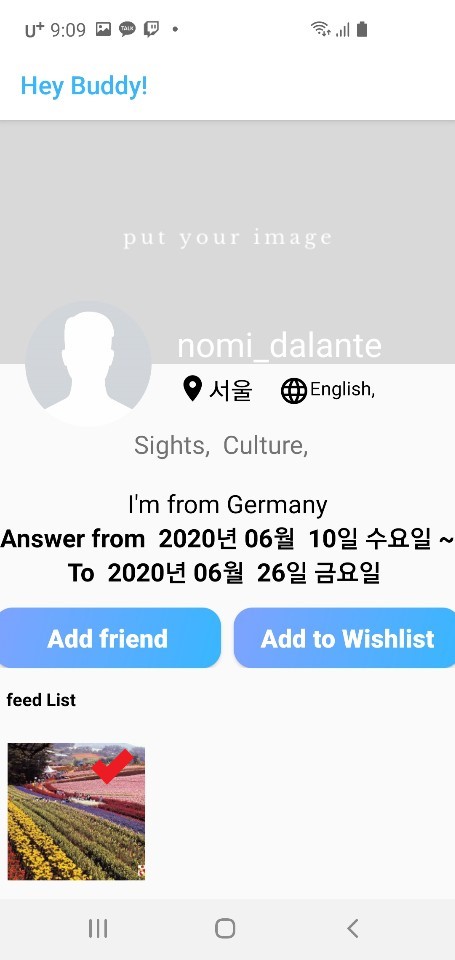 U+ 9:09 TALK
Hey Buddy!
put your image
nomi_dalante
서울 English,
Sights, Culture,
I'm from Germany
Answer from 2020년 06월 10일 수요일 ~
To 2020년 06월 26일 금요일
Add friend Add to Wishlist
feed List